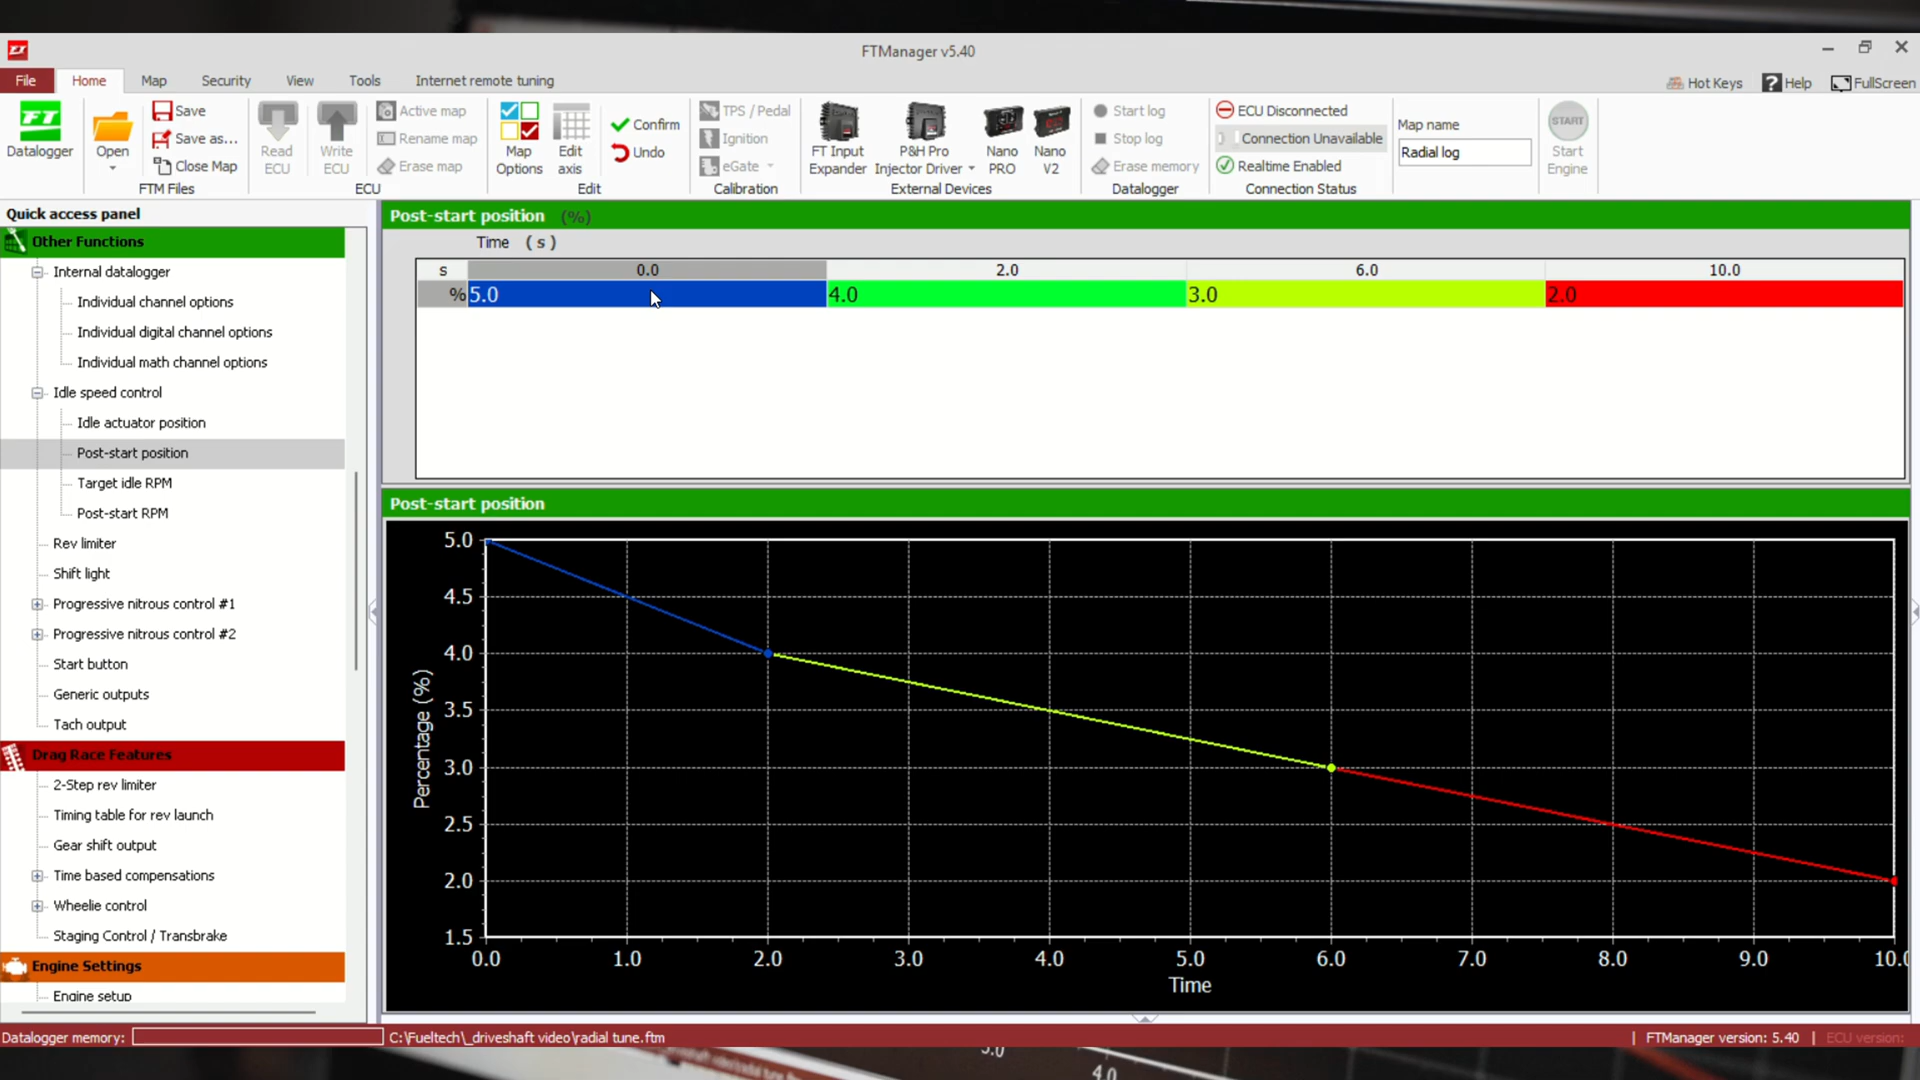 FTManager v5.40
File Home Map Security View Tools Internet remote tuning
Hot Keys Help FullScreen
FT
Datalogger
Open
Save
Save as...
Close Map
FTM Files
Read
ECU
Write
ECU
Active map
Rename map
Erase map
ECU
Map
Options
Edit
axis
Confirm
Undo
Edit
TPS / Pedal
Ignition
eGate
Calibration
FT Input
Expander
P&H Pro
Injector Driver
Nano
PRO
Nano
V2
External Devices
Start log
Stop log
Erase memory
Datalogger
ECU Disconnected
Connection Unavailable
Realtime Enabled
Connection Status
Map name
Radial log
START
Start
Engine
Quick access panel
Other Functions
Internal datalogger
Individual channel options
Individual digital channel options
Individual math channel options
Idle speed control
Idle actuator position
Post-start position
Target idle RPM
Post-start RPM
Rev limiter
Shift light
Progressive nitrous control #1
Progressive nitrous control #2
Start button
Generic outputs
Tach output
Drag Race Features
2-Step rev limiter
Timing table for rev launch
Gear shift output
Time based compensations
Wheelie control
Staging Control / Transbrake
Engine Settings
Engine setup
Post-start position (%)
Time (s)
s 0.0 2.0 6.0 10.0
% 5.0 4.0 3.0 2.0
Post-start position
Percentage (%)
5.0
4.5
4.0
3.5
3.0
2.5
2.0
1.5
0.0 1.0 2.0 3.0 4.0 5.0 6.0 7.0 8.0 9.0 10.0
Time
Datalogger memory: C:\Fueltech\_driveshaft video\radial tune.ftm | FTManager version: 5.40 | ECU version:
4.0